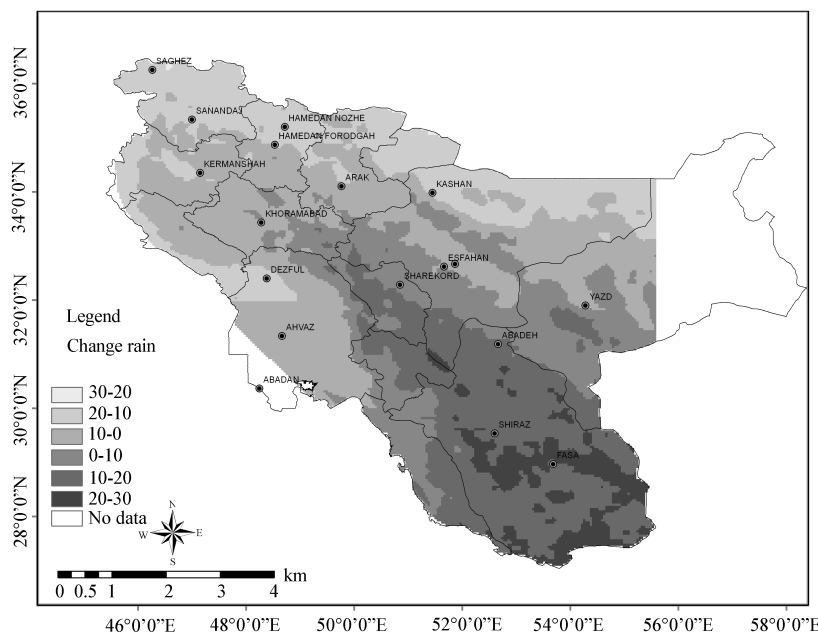 36°0'0"N
34°0'0"N
32°0'0"N
30°0'0"N
28°0'0"N
SAGHEZ
SANANDAJ
HAMEDAN NOZHE
HAMEDAN FORODGAH
KERMANSHAH
ARAK
KASHAN
KHORAMABAD
ESFAHAN
DEZFUL
SHAREKORD
YAZD
AHVAZ
ABADEH
ABADAN
SHIRAZ
FASA
Legend
Change rain
30-20
20-10
10-0
0-10
10-20
20-30
No data
N
W E
S
km
0 0.5 1 2 3 4
46°0'0"E 48°0'0"E 50°0'0"E 52°0'0"E 54°0'0"E 56°0'0"E 58°0'0"E